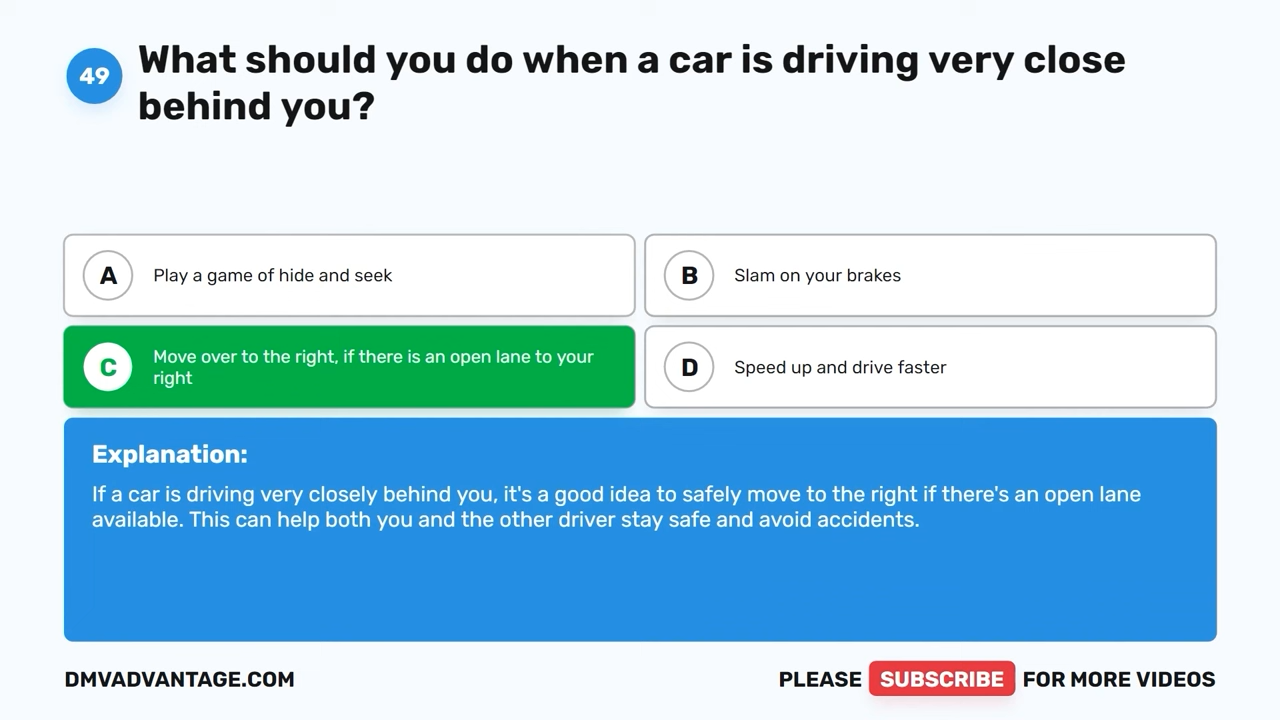 49
What should you do when a car is driving very close
behind you?
A
Play a game of hide and seek
B
Slam on your brakes
C
Move over to the right, if there is an open lane to your
right
D
Speed up and drive faster
Explanation:
If a car is driving very closely behind you, it's a good idea to safely move to the right if there's an open lane
available. This can help both you and the other driver stay safe and avoid accidents.
DMVADVANTAGE.COM
PLEASE SUBSCRIBE FOR MORE VIDEOS